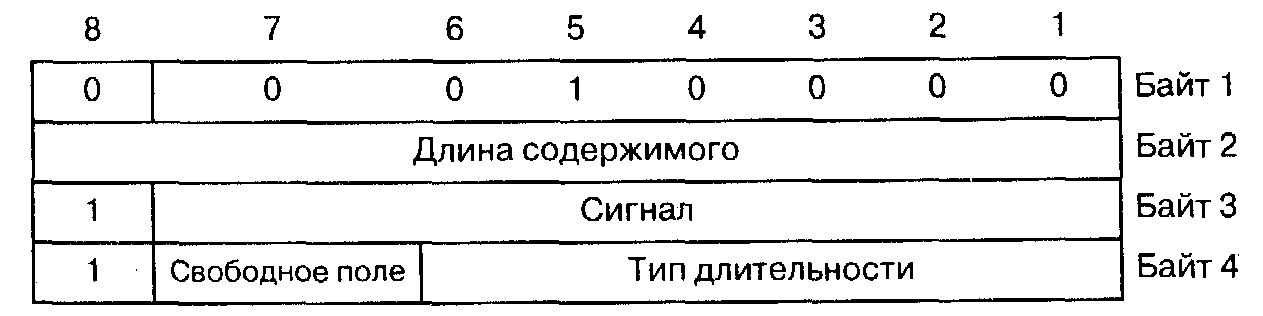 8 7 6 5 4 3 2 1
0 0 0 1 0 0 0 0 Байт 1
Длина содержимого Байт 2
1 Сигнал Байт 3
1 Свободное поле Тип длительности Байт 4